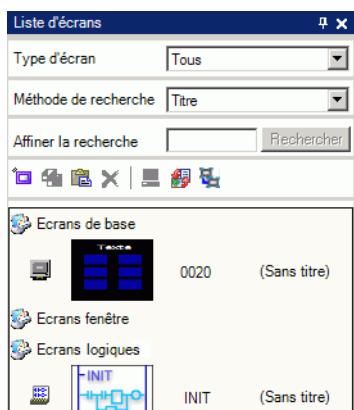 Liste d'écrans
Type d'écran Tous
Méthode de recherche Titre
Affiner la recherche Rechercher
Ecrans de base
Texte
0020 (Sans titre)
Ecrans fenêtre
Ecrans logiques
INIT
INIT (Sans titre)